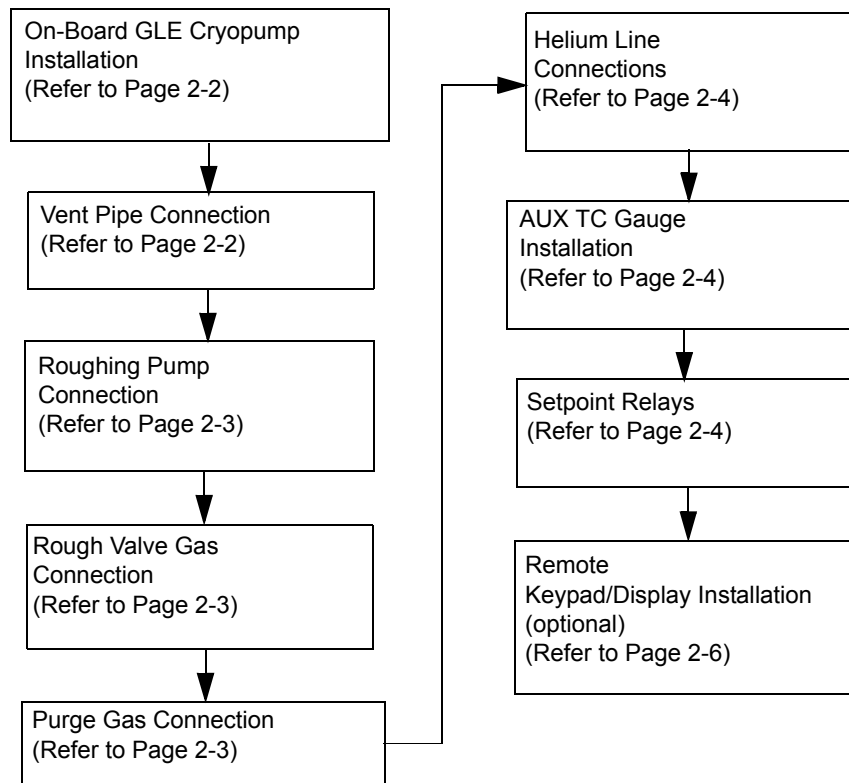 On-Board GLE Cryopump
Installation
(Refer to Page 2-2)
Vent Pipe Connection
(Refer to Page 2-2)
Roughing Pump
Connection
(Refer to Page 2-3)
Rough Valve Gas
Connection
(Refer to Page 2-3)
Purge Gas Connection
(Refer to Page 2-3)
Helium Line
Connections
(Refer to Page 2-4)
AUX TC Gauge
Installation
(Refer to Page 2-4)
Setpoint Relays
(Refer to Page 2-4)
Remote
Keypad/Display Installation
(optional)
(Refer to Page 2-6)